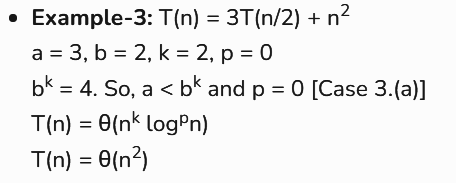 • Example-3: T(n) = 3T(n/2) + n²
a = 3, b = 2, k = 2, p = 0
bᵏ = 4. So, a < bᵏ and p = 0 [Case 3.(a)]
T(n) = θ(nᵏ logᵖn)
T(n) = θ(n²)